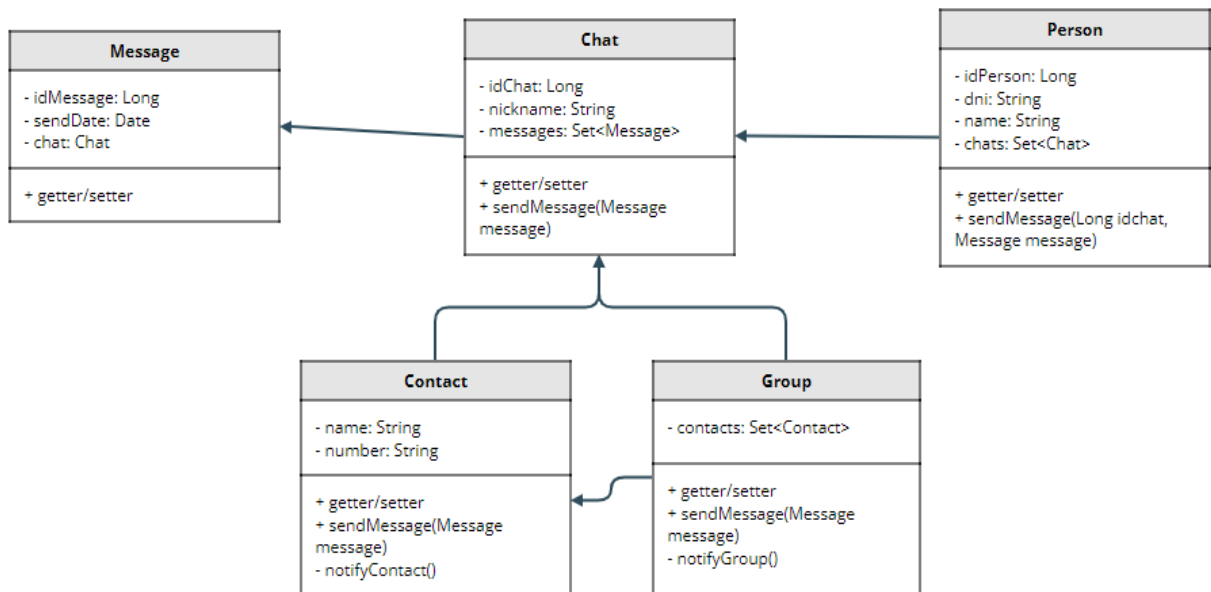 Message
- idMessage: Long
- sendDate: Date
- chat: Chat
+ getter/setter
Chat
- idChat: Long
- nickname: String
- messages: Set<Message>
+ getter/setter
+ sendMessage(Message
message)
Person
- idPerson: Long
- dni: String
- name: String
- chats: Set<Chat>
+ getter/setter
+ sendMessage(Long idchat,
Message message)
Contact
- name: String
- number: String
+ getter/setter
+ sendMessage(Message
message)
- notifyContact()
Group
- contacts: Set<Contact>
+ getter/setter
+ sendMessage(Message
message)
- notifyGroup()